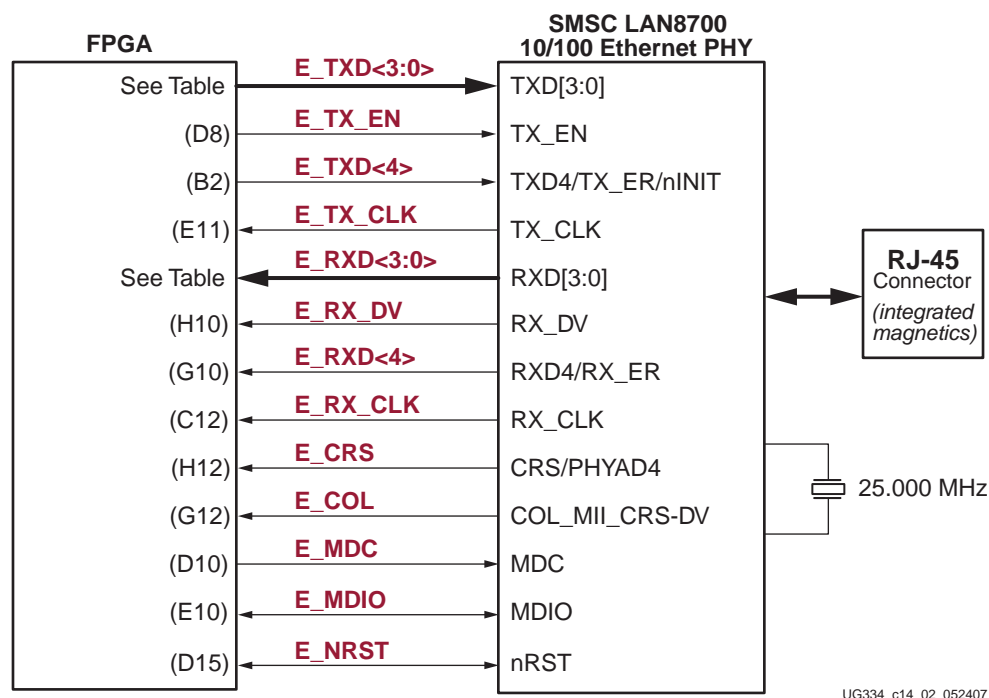 FPGA
SMSC LAN8700
10/100 Ethernet PHY
See Table E_TXD<3:0> TXD[3:0]
(D8) E_TX_EN TX_EN
(B2) E_TXD<4> TXD4/TX_ER/nINIT
(E11) E_TX_CLK TX_CLK
See Table E_RXD<3:0> RXD[3:0]
(H10) E_RX_DV RX_DV
(G10) E_RXD<4> RXD4/RX_ER
(C12) E_RX_CLK RX_CLK
(H12) E_CRS CRS/PHYAD4
(G12) E_COL COL_MII_CRS-DV
(D10) E_MDC MDC
(E10) E_MDIO MDIO
(D15) E_NRST nRST
RJ-45
Connector
(integrated
magnetics)
25.000 MHz
UG334_c14_02_052407